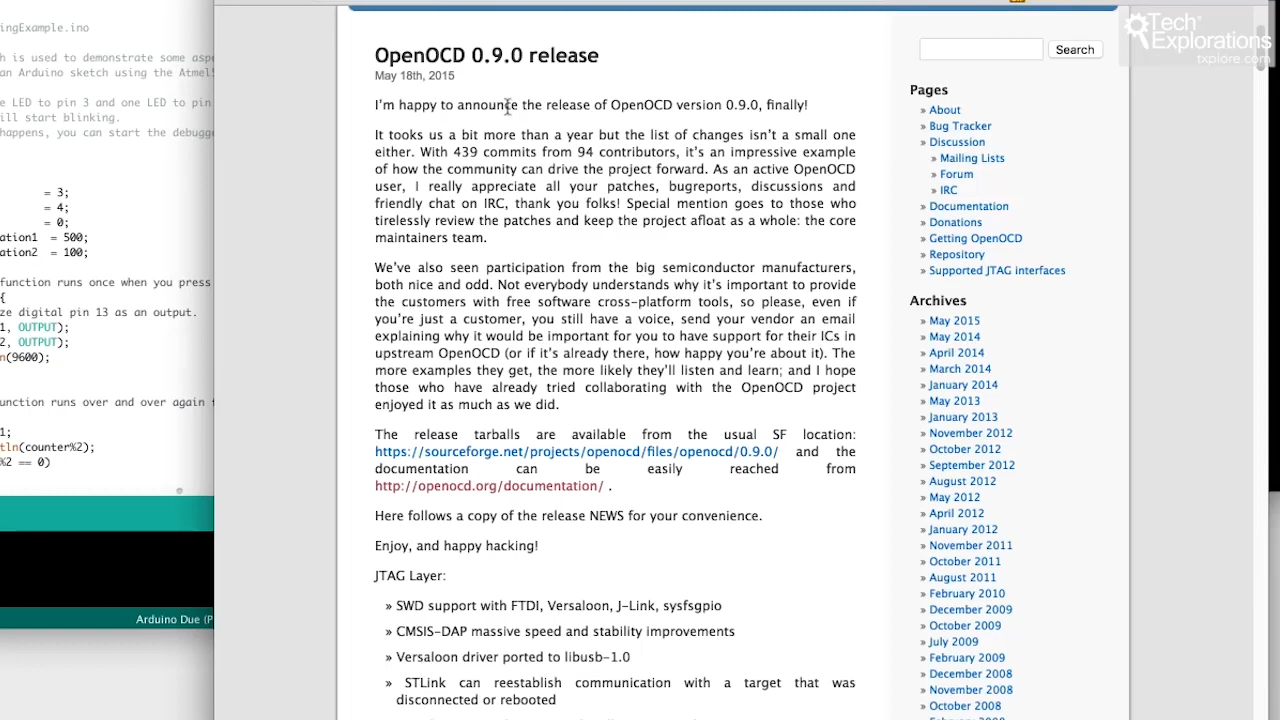 ingExample.ino
h is used to demonstrate some aspe
an Arduino sketch using the Atmel
e LED to pin 3 and one LED to pin
ill start blinking.
happens, you can start the debugge
= 3;
= 4;
= 0;
ation1 = 500;
ation2 = 100;
function runs once when you press
{
ze digital pin 13 as an output.
1, OUTPUT);
2, OUTPUT);
n(9600);
unction runs over and over again
1;
tln(counter%2);
%2 == 0)
Arduino Due (P
OpenOCD 0.9.0 release
May 18th, 2015
I'm happy to announce the release of OpenOCD version 0.9.0, finally!
It tooks us a bit more than a year but the list of changes isn't a small one
either. With 439 commits from 94 contributors, it's an impressive example
of how the community can drive the project forward. As an active OpenOCD
user, I really appreciate all your patches, bugreports, discussions and
friendly chat on IRC, thank you folks! Special mention goes to those who
tirelessly review the patches and keep the project afloat as a whole: the core
maintainers team.
We've also seen participation from the big semiconductor manufacturers,
both nice and odd. Not everybody understands why it's important to provide
the customers with free software cross-platform tools, so please, even if
you're just a customer, you still have a voice, send your vendor an email
explaining why it would be important for you to have support for their ICs in
upstream OpenOCD (or if it's already there, how happy you're about it). The
more examples they get, the more likely they'll listen and learn; and I hope
those who have already tried collaborating with the OpenOCD project
enjoyed it as much as we did.
The release tarballs are available from the usual SF location:
https://sourceforge.net/projects/openocd/files/openocd/0.9.0/ and the
documentation can be easily reached from
http://openocd.org/documentation/ .
Here follows a copy of the release NEWS for your convenience.
Enjoy, and happy hacking!
JTAG Layer:
» SWD support with FTDI, Versaloon, J-Link, sysfsgpio
» CMSIS-DAP massive speed and stability improvements
» Versaloon driver ported to libusb-1.0
» STLink can reestablish communication with a target that was
disconnected or rebooted
Search
Pages
» About
» Bug Tracker
» Discussion
» Mailing Lists
» Forum
» IRC
» Documentation
» Donations
» Getting OpenOCD
» Repository
» Supported JTAG interfaces
Archives
» May 2015
» May 2014
» April 2014
» March 2014
» January 2014
» May 2013
» January 2013
» November 2012
» October 2012
» September 2012
» August 2012
» May 2012
» April 2012
» January 2012
» November 2011
» October 2011
» August 2011
» February 2010
» December 2009
» October 2009
» July 2009
» February 2009
» December 2008
» November 2008
» October 2008
Tech
Explorations
txplore.com